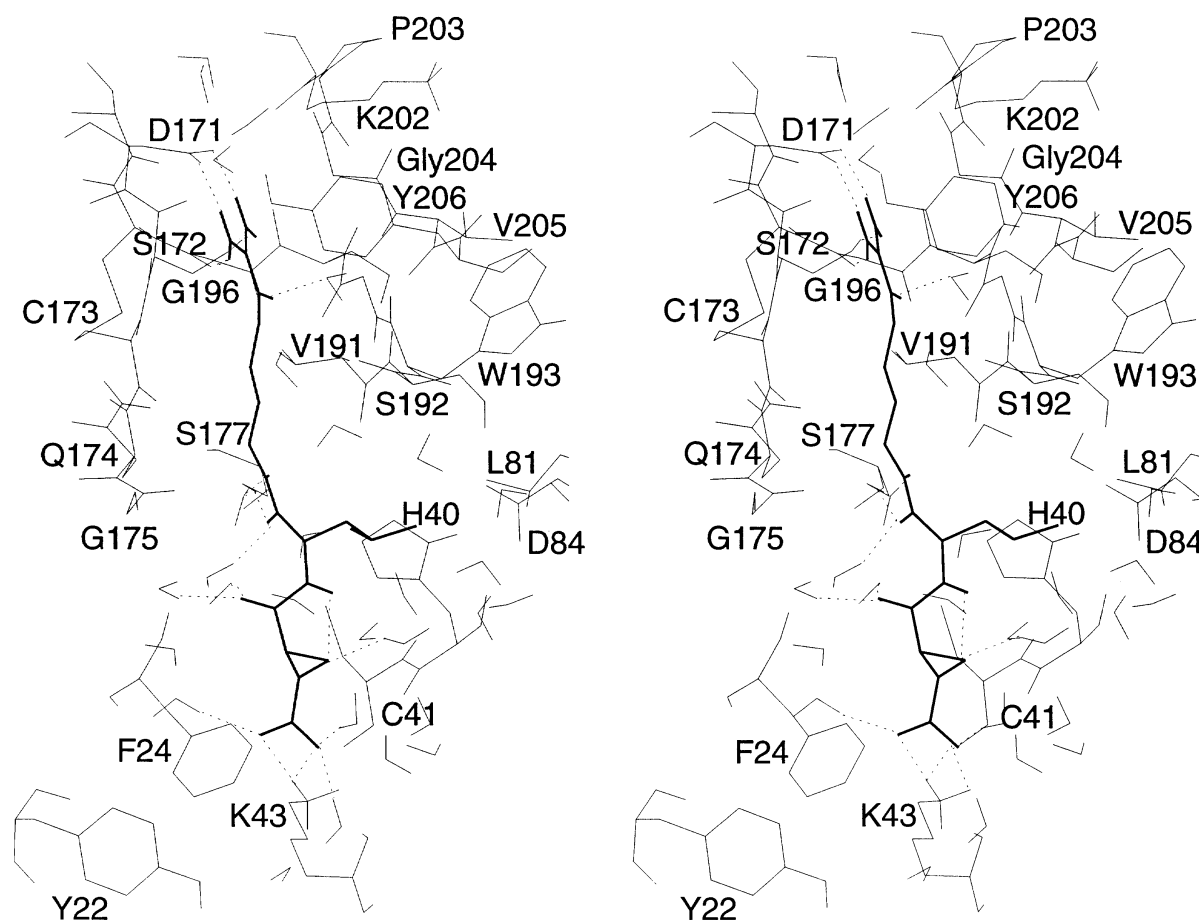 P203
K202
D171
Gly204
Y206
V205
S172
G196
C173
V191
W193
S192
S177
Q174
L81
H40
G175
D84
C41
F24
K43
Y22
P203
K202
D171
Gly204
Y206
V205
S172
G196
C173
V191
W193
S192
S177
Q174
L81
H40
G175
D84
C41
F24
K43
Y22